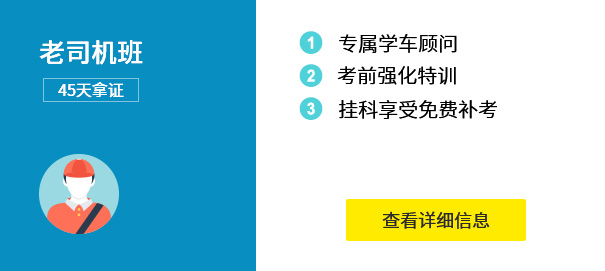 老司机班
45天拿证
1 专属学车顾问
2 考前强化特训
3 挂科享受免费补考
查看详细信息